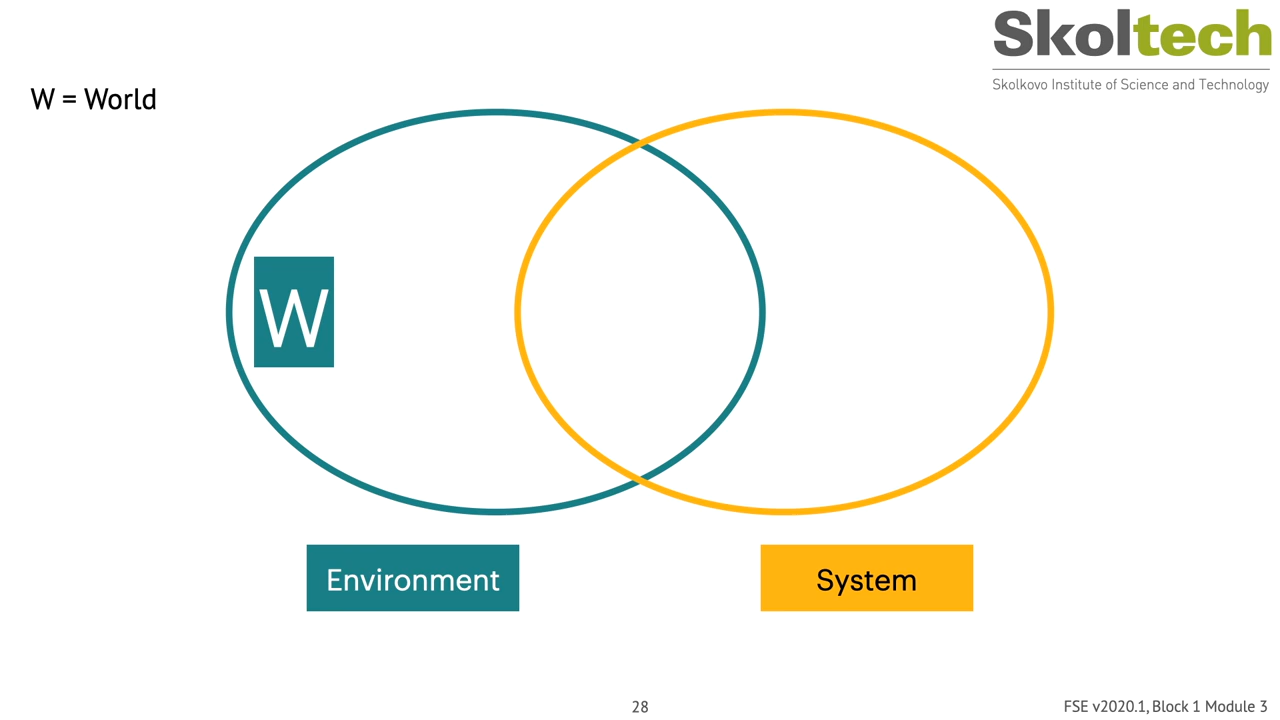 Skoltech
Skolkovo Institute of Science and Technology
W = World
W
Environment
System
28
FSE v2020.1, Block 1 Module 3